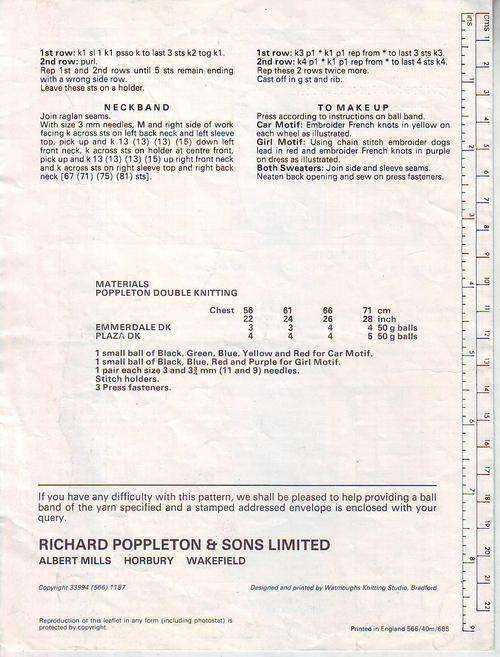 1st row: k1 sl 1 k1 psso k to last 3 sts k2 tog k1.
2nd row: purl.
Rep 1st and 2nd rows until 5 sts remain ending
with a wrong side row.
Leave these sts on a holder.
NECKBAND
Join raglan seams.
With size 3 mm needles, M and right side of work
facing k across sts on left back neck and left sleeve
top, pick up and k 13 (13) (13) (15) down left
front neck, k across sts on holder at centre front,
pick up and k 13 (13) (13) (15) up right front neck
and k across sts on right sleeve top and right back
neck [67 (71) (75) (81) sts].
1st row: k3 p1 * k1 p1 rep from * to last 3 sts k3.
2nd row: k4 p1 * k1 p1 rep from * to last 4 sts k4.
Rep these 2 rows twice more.
Cast off in g st and rib.
TO MAKE UP
Press according to instructions on ball band.
Car Motif: Embroider French knots in yellow on
each wheel as illustrated.
Girl Motif: Using chain stitch embroider dogs
lead in red and embroider French knots in purple
on dress as illustrated.
Both Sweaters: Join side and sleeve seams.
Neaten back opening and sew on press fasteners.
MATERIALS
POPPLETON DOUBLE KNITTING
Chest 56 61 66 71 cm
22 24 26 28 inch
EMMERDALE DK 3 3 4 4 50 g balls
PLAZA DK 4 4 4 5 50 g balls
1 small ball of Black, Green, Blue, Yellow and Red for Car Motif.
1 small ball of Black, Blue, Red and Purple for Girl Motif.
1 pair each size 3 and 3¾ mm (11 and 9) needles.
Stitch holders.
3 Press fasteners.
If you have any difficulty with this pattern, we shall be pleased to help providing a ball
band of the yarn specified and a stamped addressed envelope is enclosed with your
query.
RICHARD POPPLETON & SONS LIMITED
ALBERT MILLS HORBURY WAKEFIELD
Copyright 33994 (566) 1187
Designed and printed by Watmoughs Knitting Studio, Bradford
Reproduction of this leaflet in any form (including photostat) is
protected by copyright.
Printed in England 566/40m/685
ins
cms